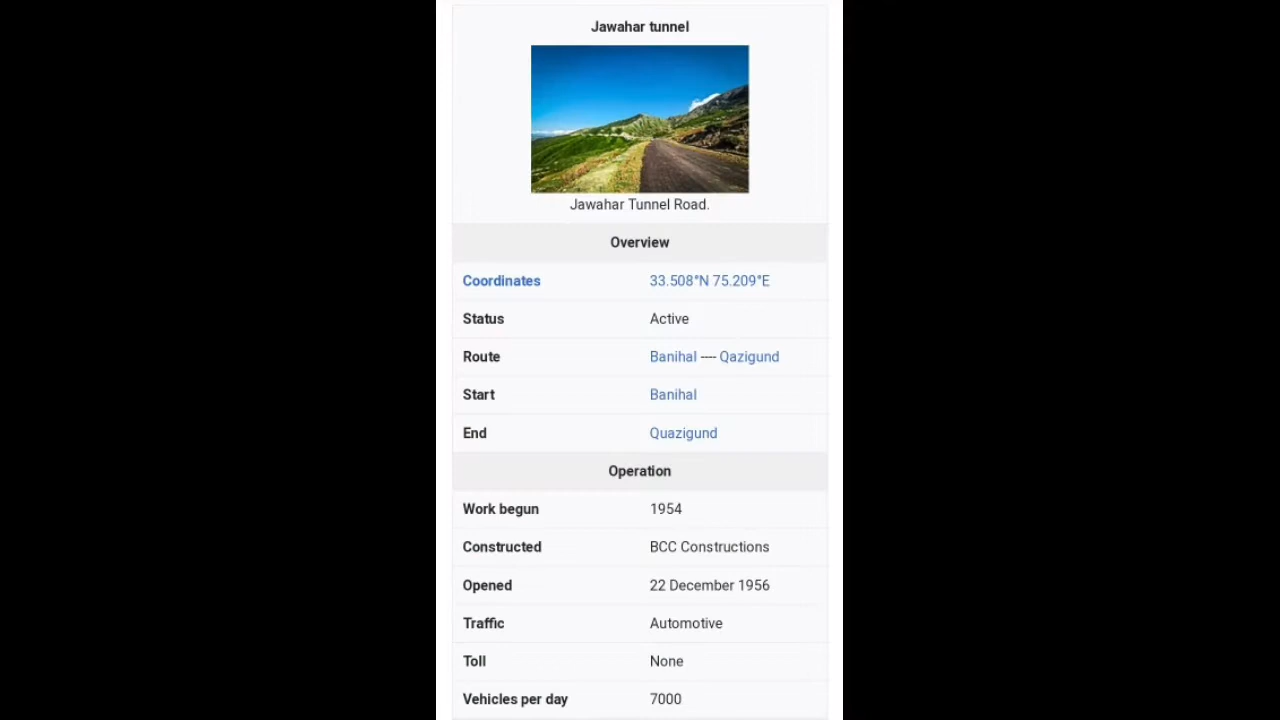 Jawahar tunnel
Jawahar Tunnel Road.
Overview
Coordinates 33.508°N 75.209°E
Status Active
Route Banihal ---- Qazigund
Start Banihal
End Quazigund
Operation
Work begun 1954
Constructed BCC Constructions
Opened 22 December 1956
Traffic Automotive
Toll None
Vehicles per day 7000